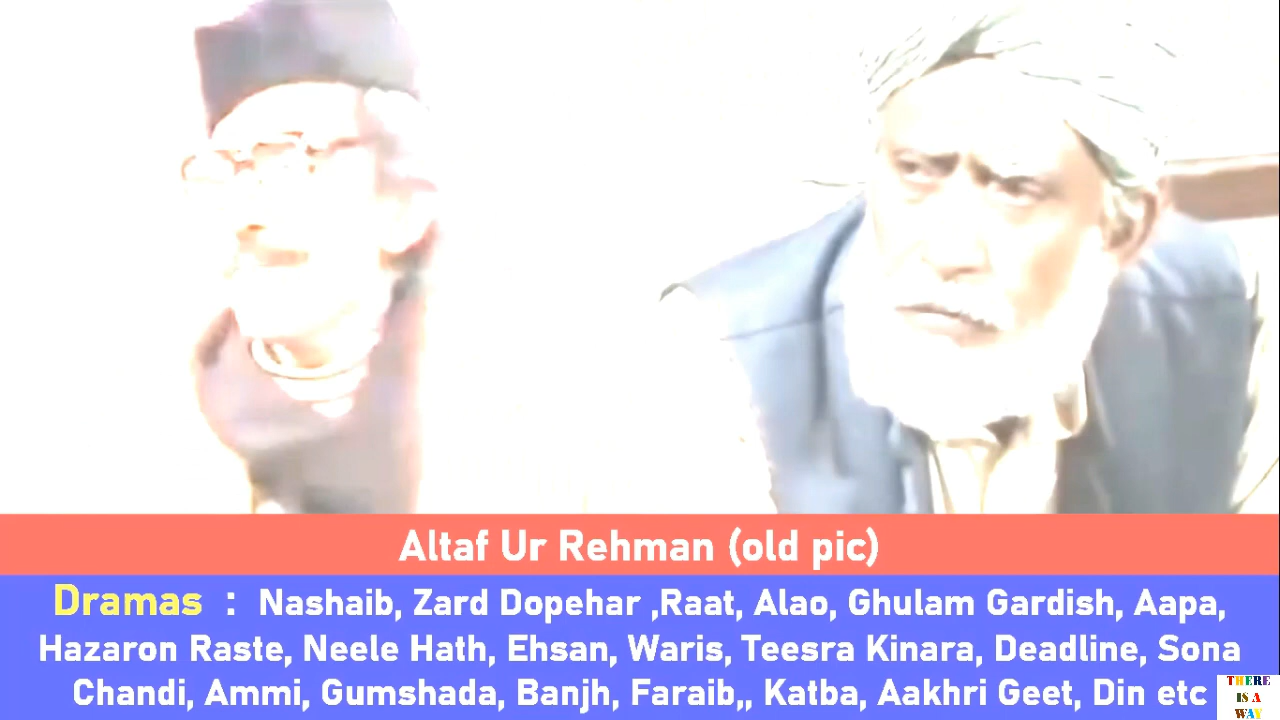 Altaf Ur Rehman (old pic)
Dramas : Nashaib, Zard Dopehar ,Raat, Alao, Ghulam Gardish, Aapa,
Hazaron Raste, Neele Hath, Ehsan, Waris, Teesra Kinara, Deadline, Sona
Chandi, Ammi, Gumshada, Banjh, Faraib,, Katba, Aakhri Geet, Din etc
THERE
IS A
WAY